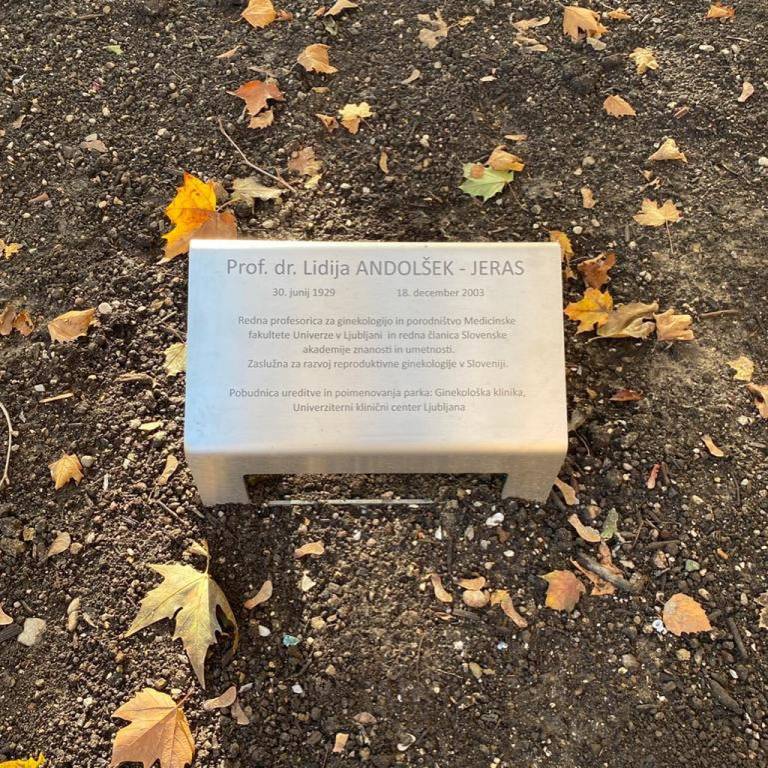 Prof. dr. Lidija ANDOLŠEK - JERAS
30. junij 1929 18. december 2003
Redna profesorica za ginekologijo in porodništvo Medicinske
fakultete Univerze v Ljubljani in redna članica Slovenske
akademije znanosti in umetnosti.
Zaslužna za razvoj reproduktivne ginekologije v Sloveniji.
Pobudnica ureditve in poimenovanja parka: Ginekološka klinika,
Univerziterni klinični center Ljubljana